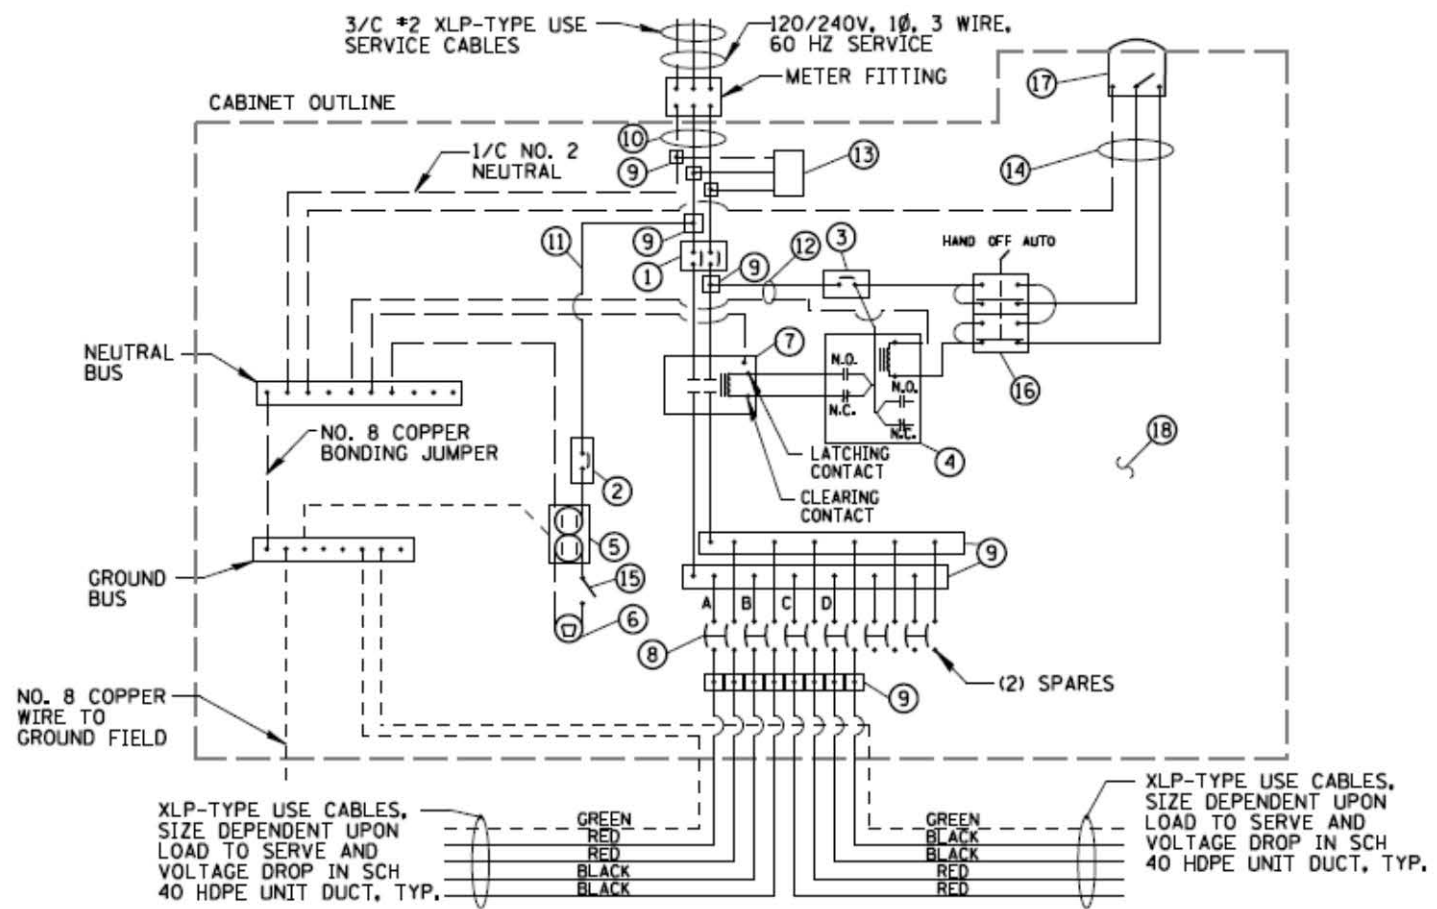 3/C #2 XLP-TYPE USE
SERVICE CABLES
120/240V, 1Ø, 3 WIRE,
60 HZ SERVICE
METER FITTING
17
CABINET OUTLINE
10
1/C NO. 2
NEUTRAL
9
13
14
11
9
1
9
12
3
HAND OFF AUTO
NEUTRAL
BUS
7
N.O.
N.C.
N.O.
N.C.
16
4
NO. 8 COPPER
BONDING JUMPER
LATCHING
CONTACT
CLEARING
CONTACT
18
2
5
9
GROUND
BUS
15
6
A
B
C
D
8
(2) SPARES
9
NO. 8 COPPER
WIRE TO
GROUND FIELD
XLP-TYPE USE CABLES,
SIZE DEPENDENT UPON
LOAD TO SERVE AND
VOLTAGE DROP IN SCH
40 HDPE UNIT DUCT, TYP.
GREEN
RED
RED
BLACK
BLACK
GREEN
BLACK
BLACK
RED
RED
XLP-TYPE USE CABLES,
SIZE DEPENDENT UPON
LOAD TO SERVE AND
VOLTAGE DROP IN SCH
40 HDPE UNIT DUCT, TYP.